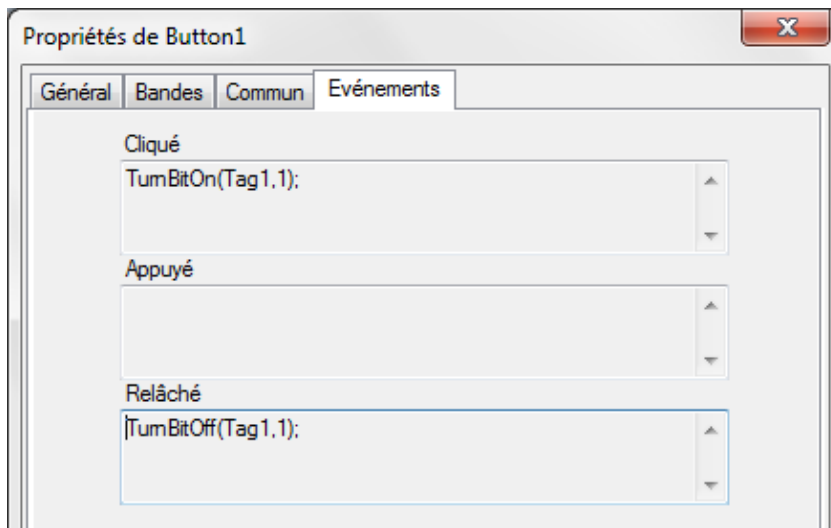 Propriétés de Button1
Général Bandes Commun Evénements
Cliqué
TurnBitOn(Tag1,1);
Appuyé
Relâché
TurnBitOff(Tag1,1);